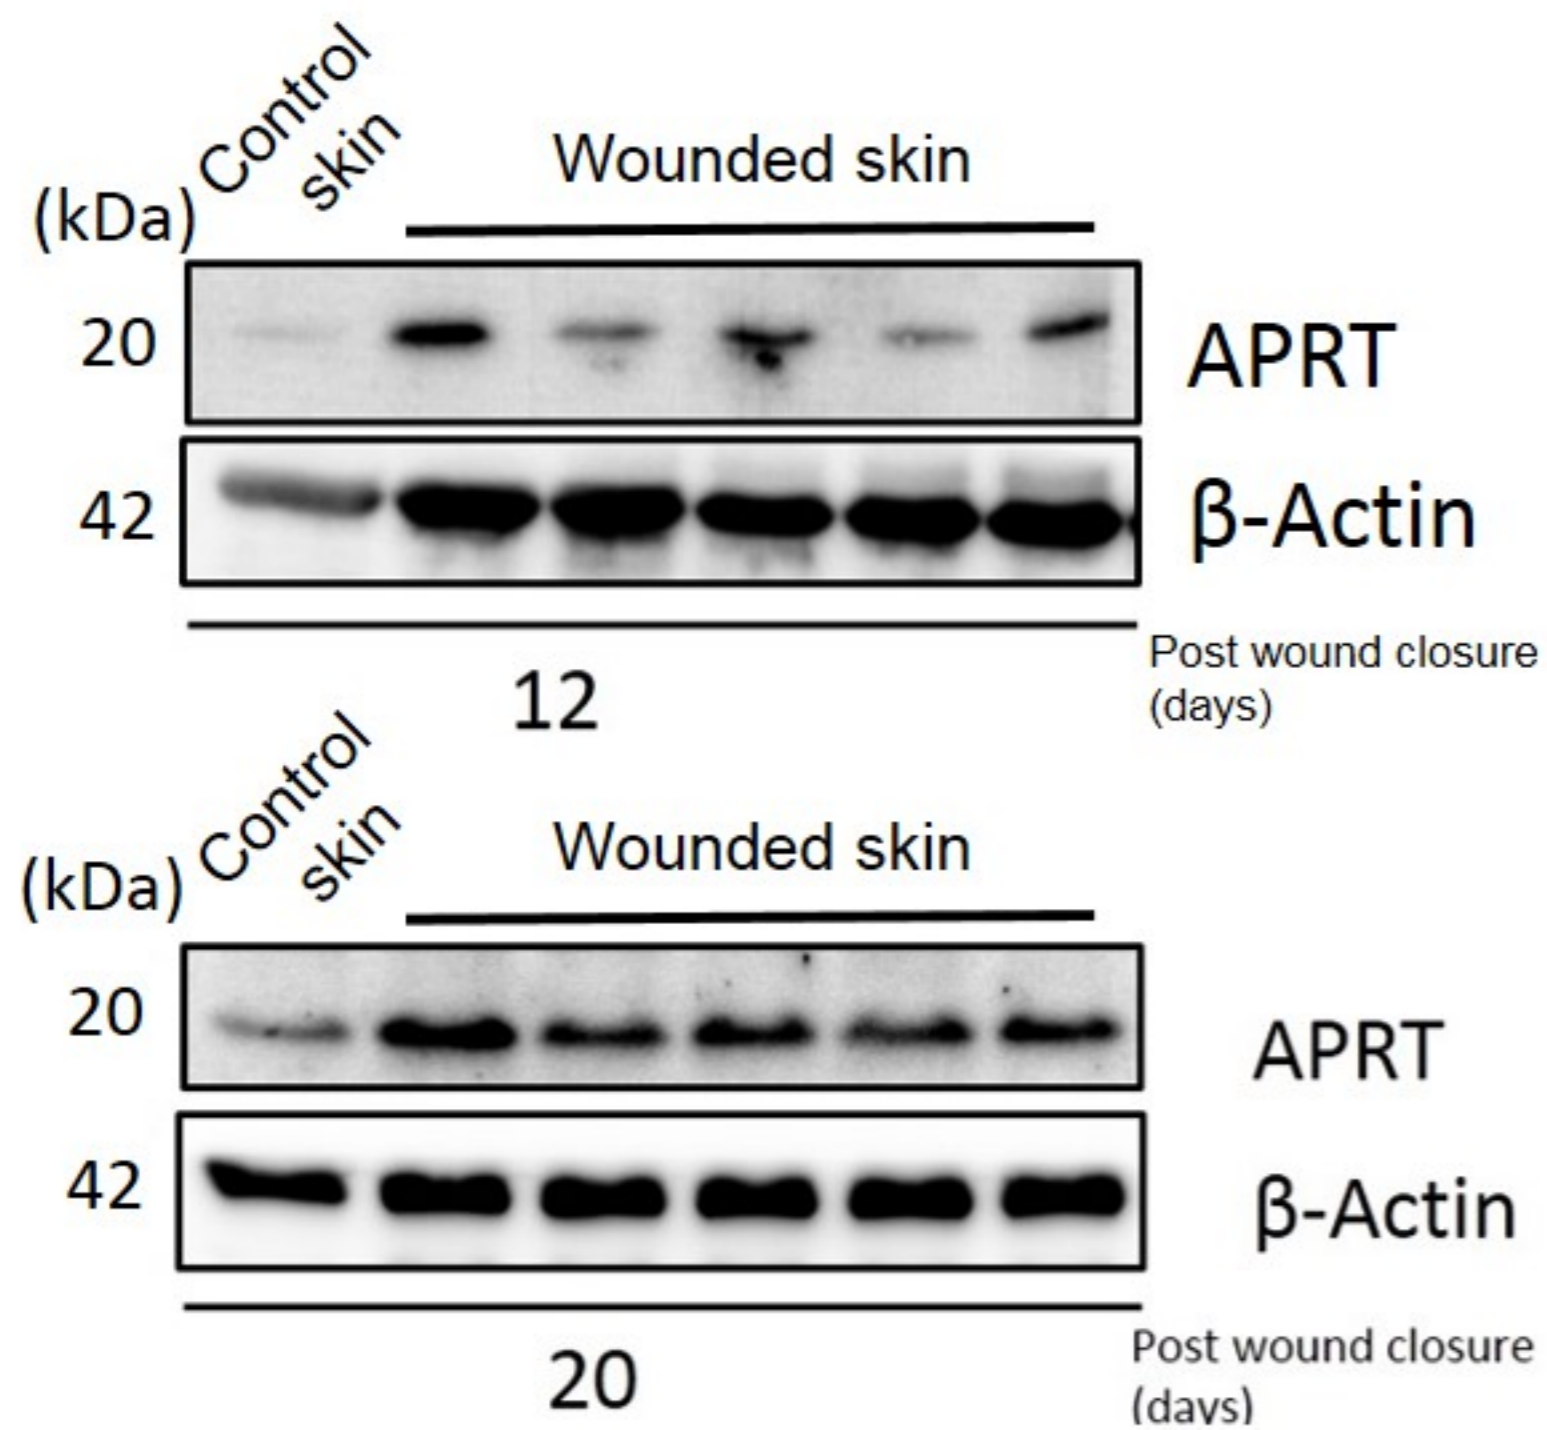 Control
skin
Wounded skin
(kDa)
20
APRT
42
β-Actin
Post wound closure
(days)
12
Control
skin
Wounded skin
(kDa)
20
APRT
42
β-Actin
Post wound closure
(days)
20